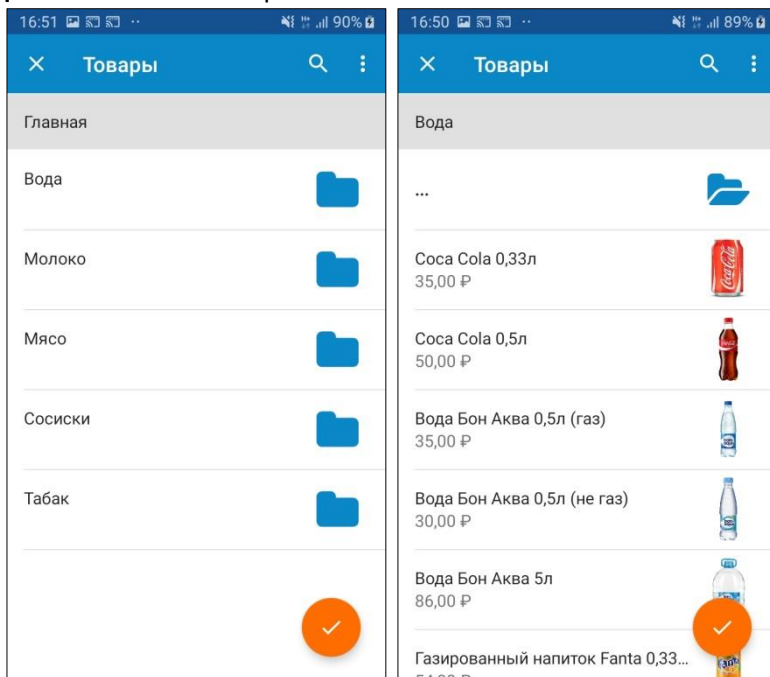 16:51
90%
Товары
Главная
Вода
Молоко
Мясо
Сосиски
Табак
16:50
89%
Товары
Вода
...
Coca Cola 0,33л
35,00 ₽
Coca Cola 0,5л
50,00 ₽
Вода Бон Аква 0,5л (газ)
35,00 ₽
Вода Бон Аква 0,5л (не газ)
30,00 ₽
Вода Бон Аква 5л
86,00 ₽
Газированный напиток Fanta 0,33...